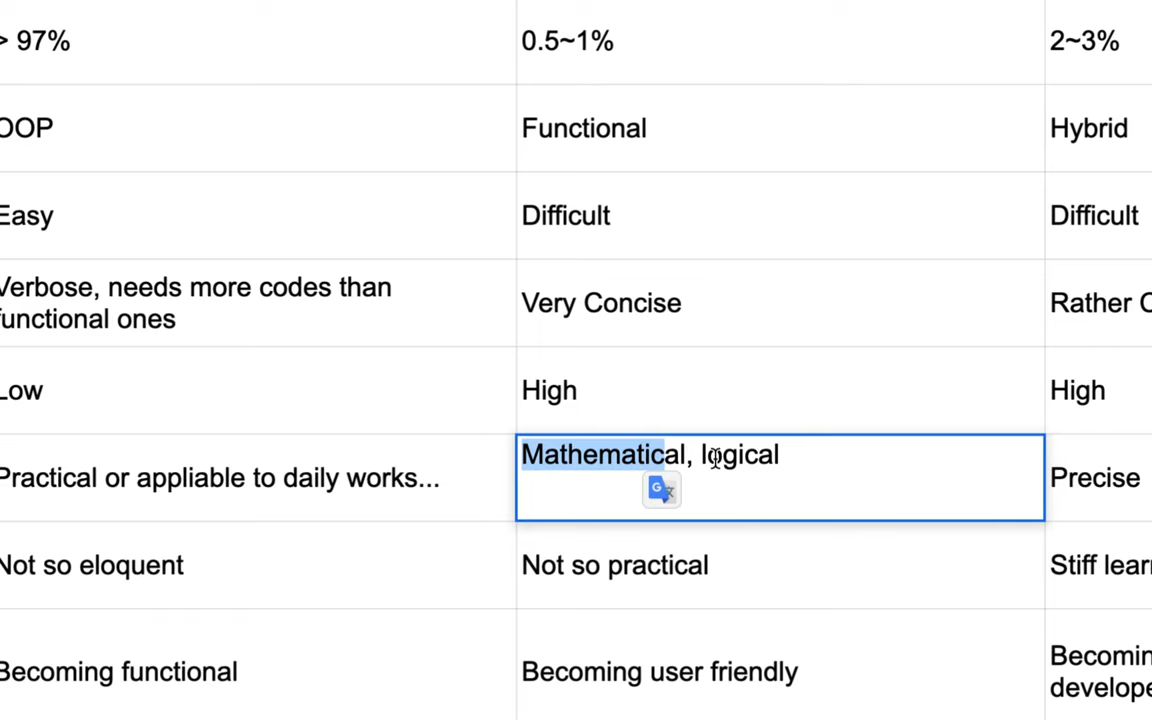 > 97%
0.5~1%
2~3%
OOP
Functional
Hybrid
Easy
Difficult
Difficult
Verbose, needs more codes than
functional ones
Very Concise
Rather
Low
High
High
Practical or appliable to daily works...
Mathematical, logical
Precise
Not so eloquent
Not so practical
Stiff
Becoming functional
Becoming user friendly